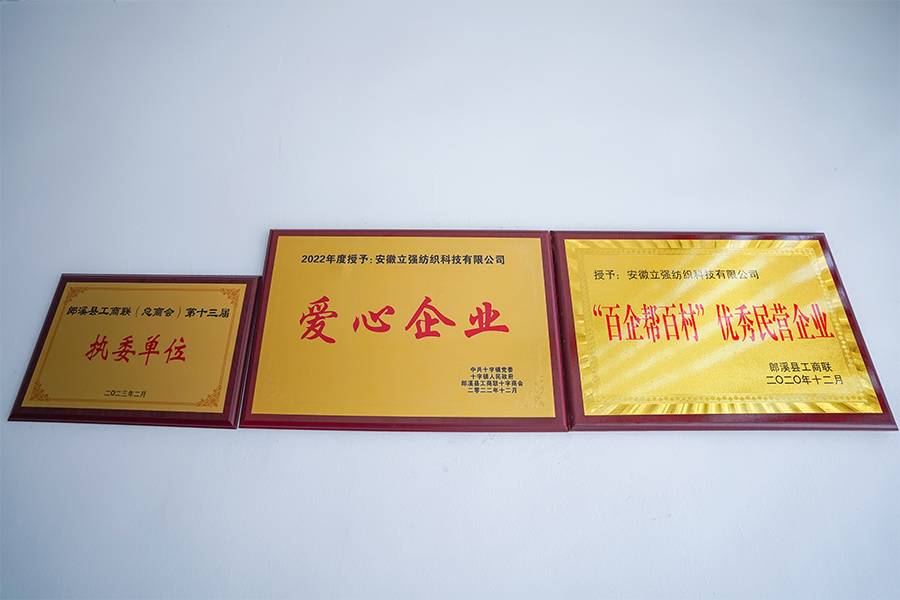 郎溪县工商联（总商会）第十三届
执委单位
二〇二三年二月
2022年度授予：安徽立强纺织科技有限公司
爱心企业
中共十字镇党委
十字镇人民政府
郎溪县工商联十字商会
二零二二年十二月
授予：安徽立强纺织科技有限公司
“百企帮百村”优秀民营企业
郎溪县工商联
二〇二〇年十二月